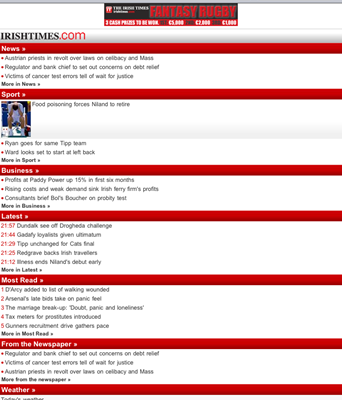 THE IRISH TIMES FANTASY RUGBY
3 CASH PRIZES TO BE WON. €5,000 €2,000 €1,000
IRISHTIMES.com
News »
Austrian priests in revolt over laws on celibacy and Mass
Regulator and bank chief to set out concerns on debt relief
Victims of cancer test errors tell of wait for justice
More in News »
Sport »
Food poisoning forces Niland to retire
Ryan goes for same Tipp team
Ward looks set to start at left back
More in Sport »
Business »
Profits at Paddy Power up 15% in first six months
Rising costs and weak demand sink Irish ferry firm's profits
Consultants brief BoI's Boucher on probity test
More in Business »
Latest »
21:57 Dundalk see off Drogheda challenge
21:44 Gadafy loyalists given ultimatum
21:29 Tipp unchanged for Cats final
21:25 Redgrave backs Irish travellers
21:12 Illness ends Niland's debut early
More in Latest »
Most Read »
1 D'Arcy added to list of walking wounded
2 Arsenal's late bids take on panic feel
3 The marriage break-up: 'Doubt, panic and loneliness'
4 Tax meters for prostitutes introduced
5 Gunners recruitment drive gathers pace
More in Most Read »
From the Newspaper »
Regulator and bank chief to set out concerns on debt relief
Victims of cancer test errors tell of wait for justice
Austrian priests in revolt over laws on celibacy and Mass
More from the newspaper »
Weather »
Today's weather